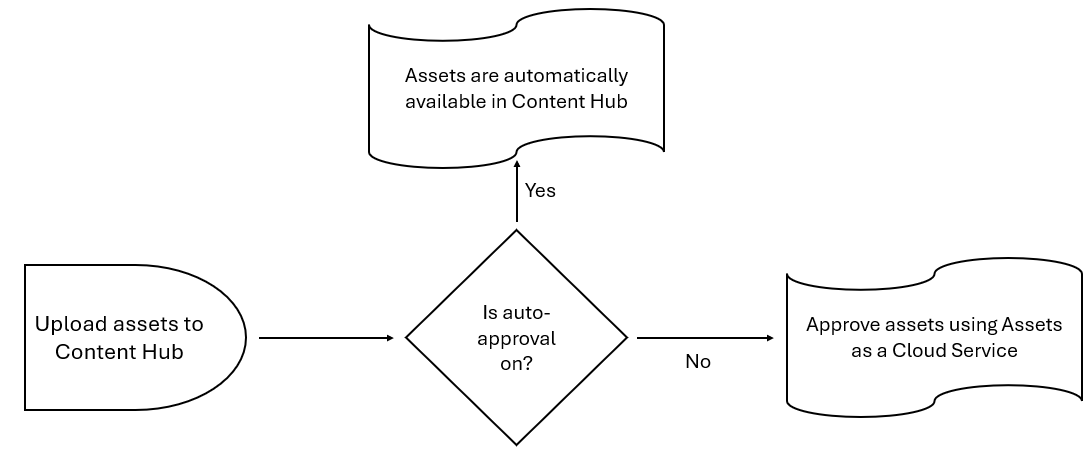 Assets are automatically
available in Content Hub
Yes
Upload assets to
Content Hub
Is auto-
approval
on?
No
Approve assets using Assets
as a Cloud Service